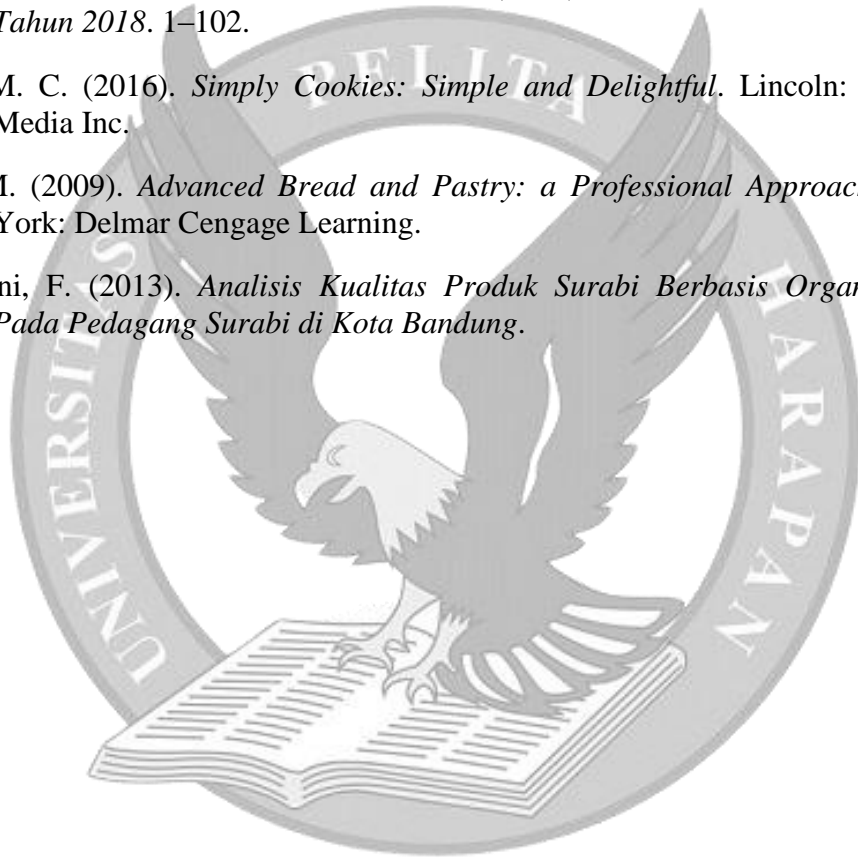 Tahun 2018. 1–102.
M. C. (2016). Simply Cookies: Simple and Delightful. Lincoln:
Media Inc.
M. (2009). Advanced Bread and Pastry: a Professional Approac
York: Delmar Cengage Learning.
ni, F. (2013). Analisis Kualitas Produk Surabi Berbasis Organ
Pada Pedagang Surabi di Kota Bandung.
UNIVERSITAS PELITA HARAPAN